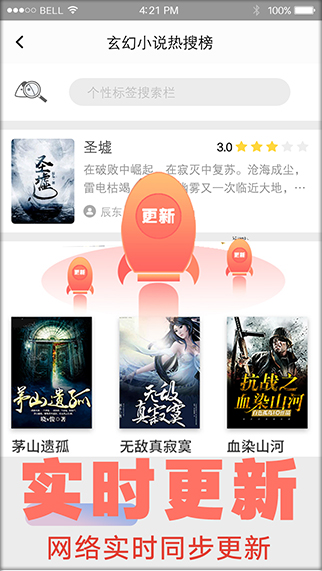 BELL
4:21 PM
100%
玄幻小说热搜榜
个性标签搜索栏
圣墟
3.0
在破败中崛起，在寂灭中复苏。沧海成尘，
雷电枯竭
雾又一次临近大地，
辰东
更新
更新
更新
圣墟
茅山遗孤
无敌真寂寞
抗战之
血染山河
茅山遗孤
无敌真寂寞
血染山河
实时更新
网络实时同步更新